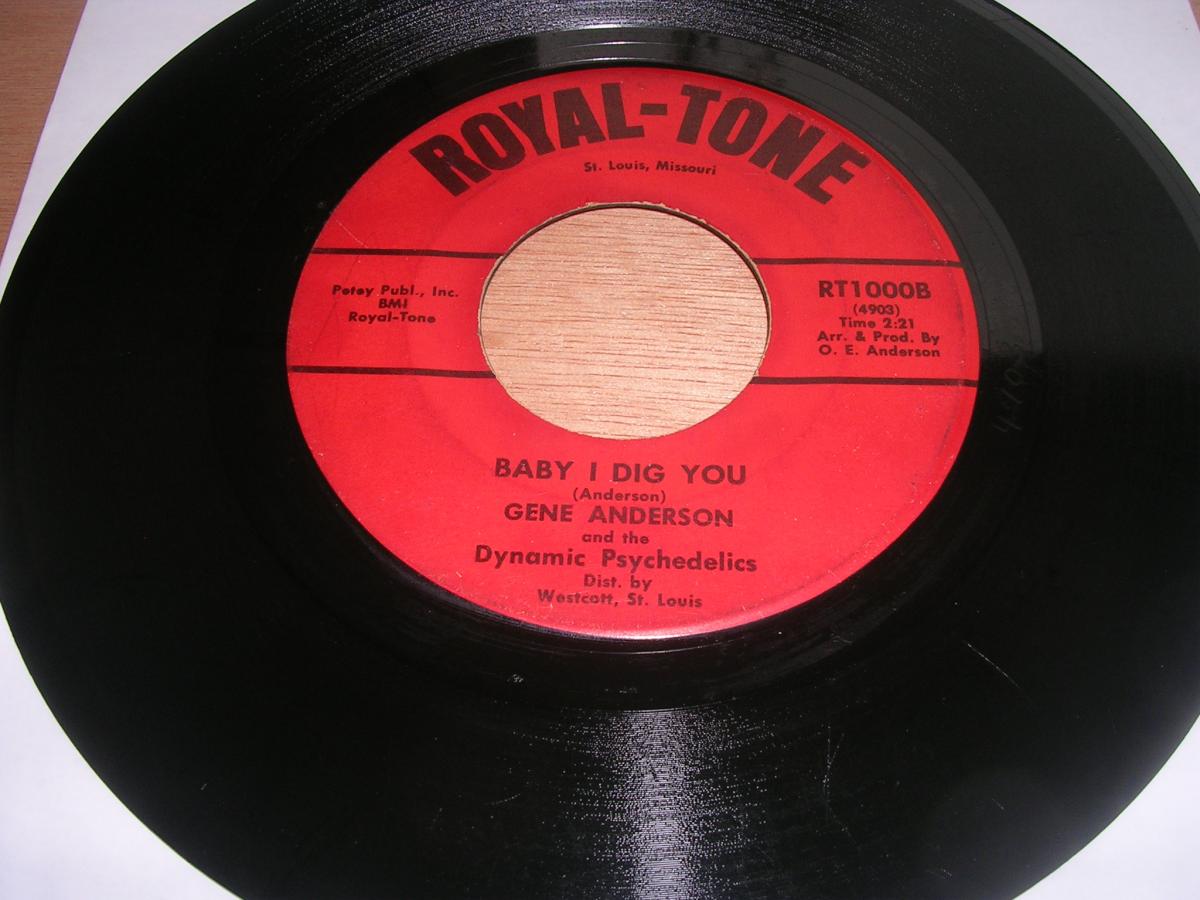 ROYAL-TONE
St. Louis, Missouri
Petey Publ., Inc.
BMI
Royal-Tone
RT1000B
(4903)
Time 2:21
Arr. & Prod. By
O. E. Anderson
BABY I DIG YOU
(Anderson)
GENE ANDERSON
and the
Dynamic Psychedelics
Dist. by
Westcott, St. Louis